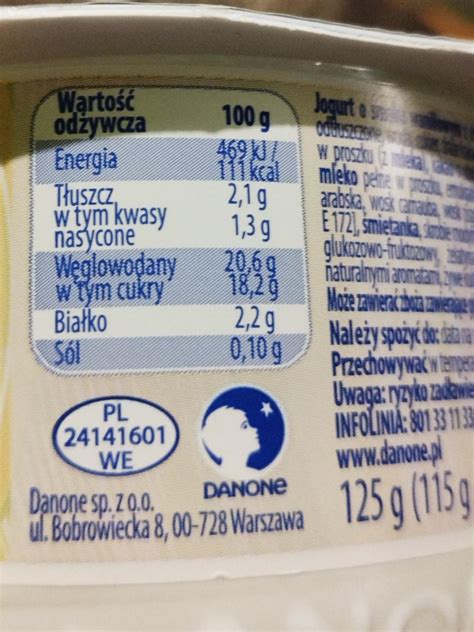 Wartość
odżywcza 100 g
Energia 469 kJ /
111 kcal
Tłuszcz 2,1 g
w tym kwasy
nasycone 1,3 g
Węglowodany 20,6 g
w tym cukry 18,2 g
Białko 2,2 g
Sól 0,10 g
PL
24141601
WE
DANONE
Danone sp. z o.o.
ul. Bobrowiecka 8, 00-728 Warszawa
Jogurt o
w proszku (z mleka),
mleko pełne w proszku,
arabska, wosk carnauba, wosk
E 172], śmietanka,
glukozowo-fruktozowy,
naturalnymi aromatami, żywe
Może zawierać zboża zawierające
Należy spożyć do: data na
Przechowywać w
Uwaga: ryzyko
INFOLINIA: 801 33 11 33
www.danone.pl
125 g (115 g